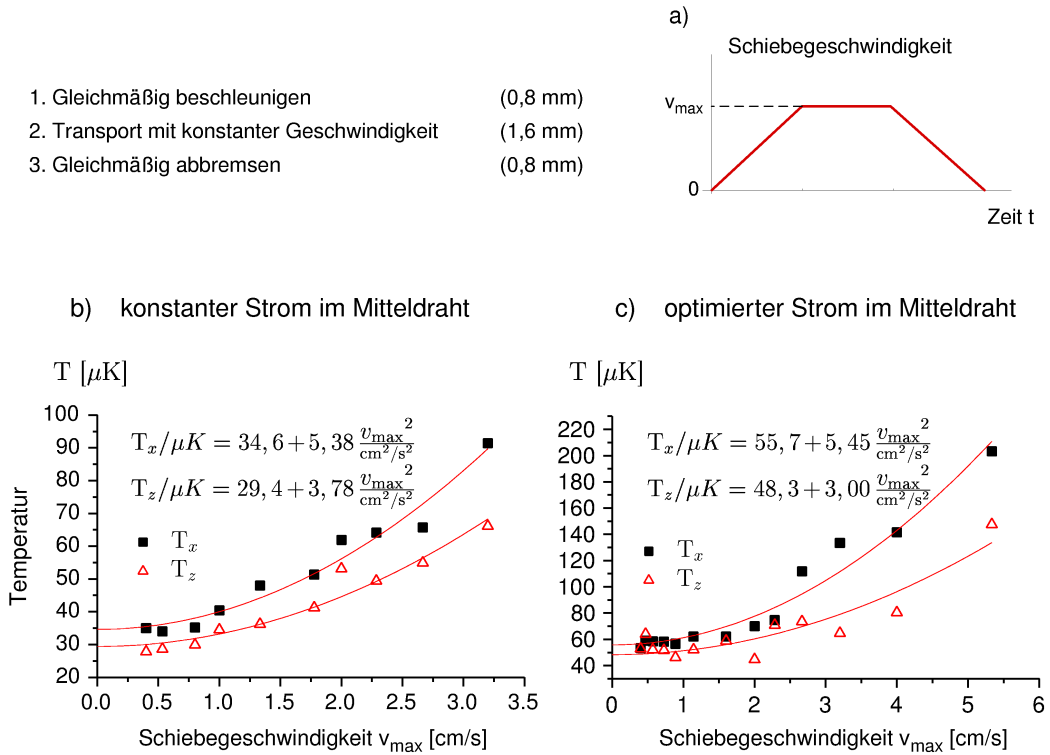 a)
Schiebegeschwindigkeit
1. Gleichmäßig beschleunigen (0,8 mm)
2. Transport mit konstanter Geschwindigkeit (1,6 mm)
3. Gleichmäßig abbremsen (0,8 mm)
v_max
0
Zeit t
b) konstanter Strom im Mitteldraht
T [μK]
100
90
80
70
60
50
40
30
20
T_x/μK = 34,6+5,38 v_max²/(cm²/s²)
T_z/μK = 29,4+3,78 v_max²/(cm²/s²)
T_x
T_z
Temperatur
0.0 0.5 1.0 1.5 2.0 2.5 3.0 3.5
Schiebegeschwindigkeit v_max [cm/s]
c) optimierter Strom im Mitteldraht
T [μK]
220
200
180
160
140
120
100
80
60
40
T_x/μK = 55,7+5,45 v_max²/(cm²/s²)
T_z/μK = 48,3+3,00 v_max²/(cm²/s²)
T_x
T_z
0 1 2 3 4 5 6
Schiebegeschwindigkeit v_max [cm/s]